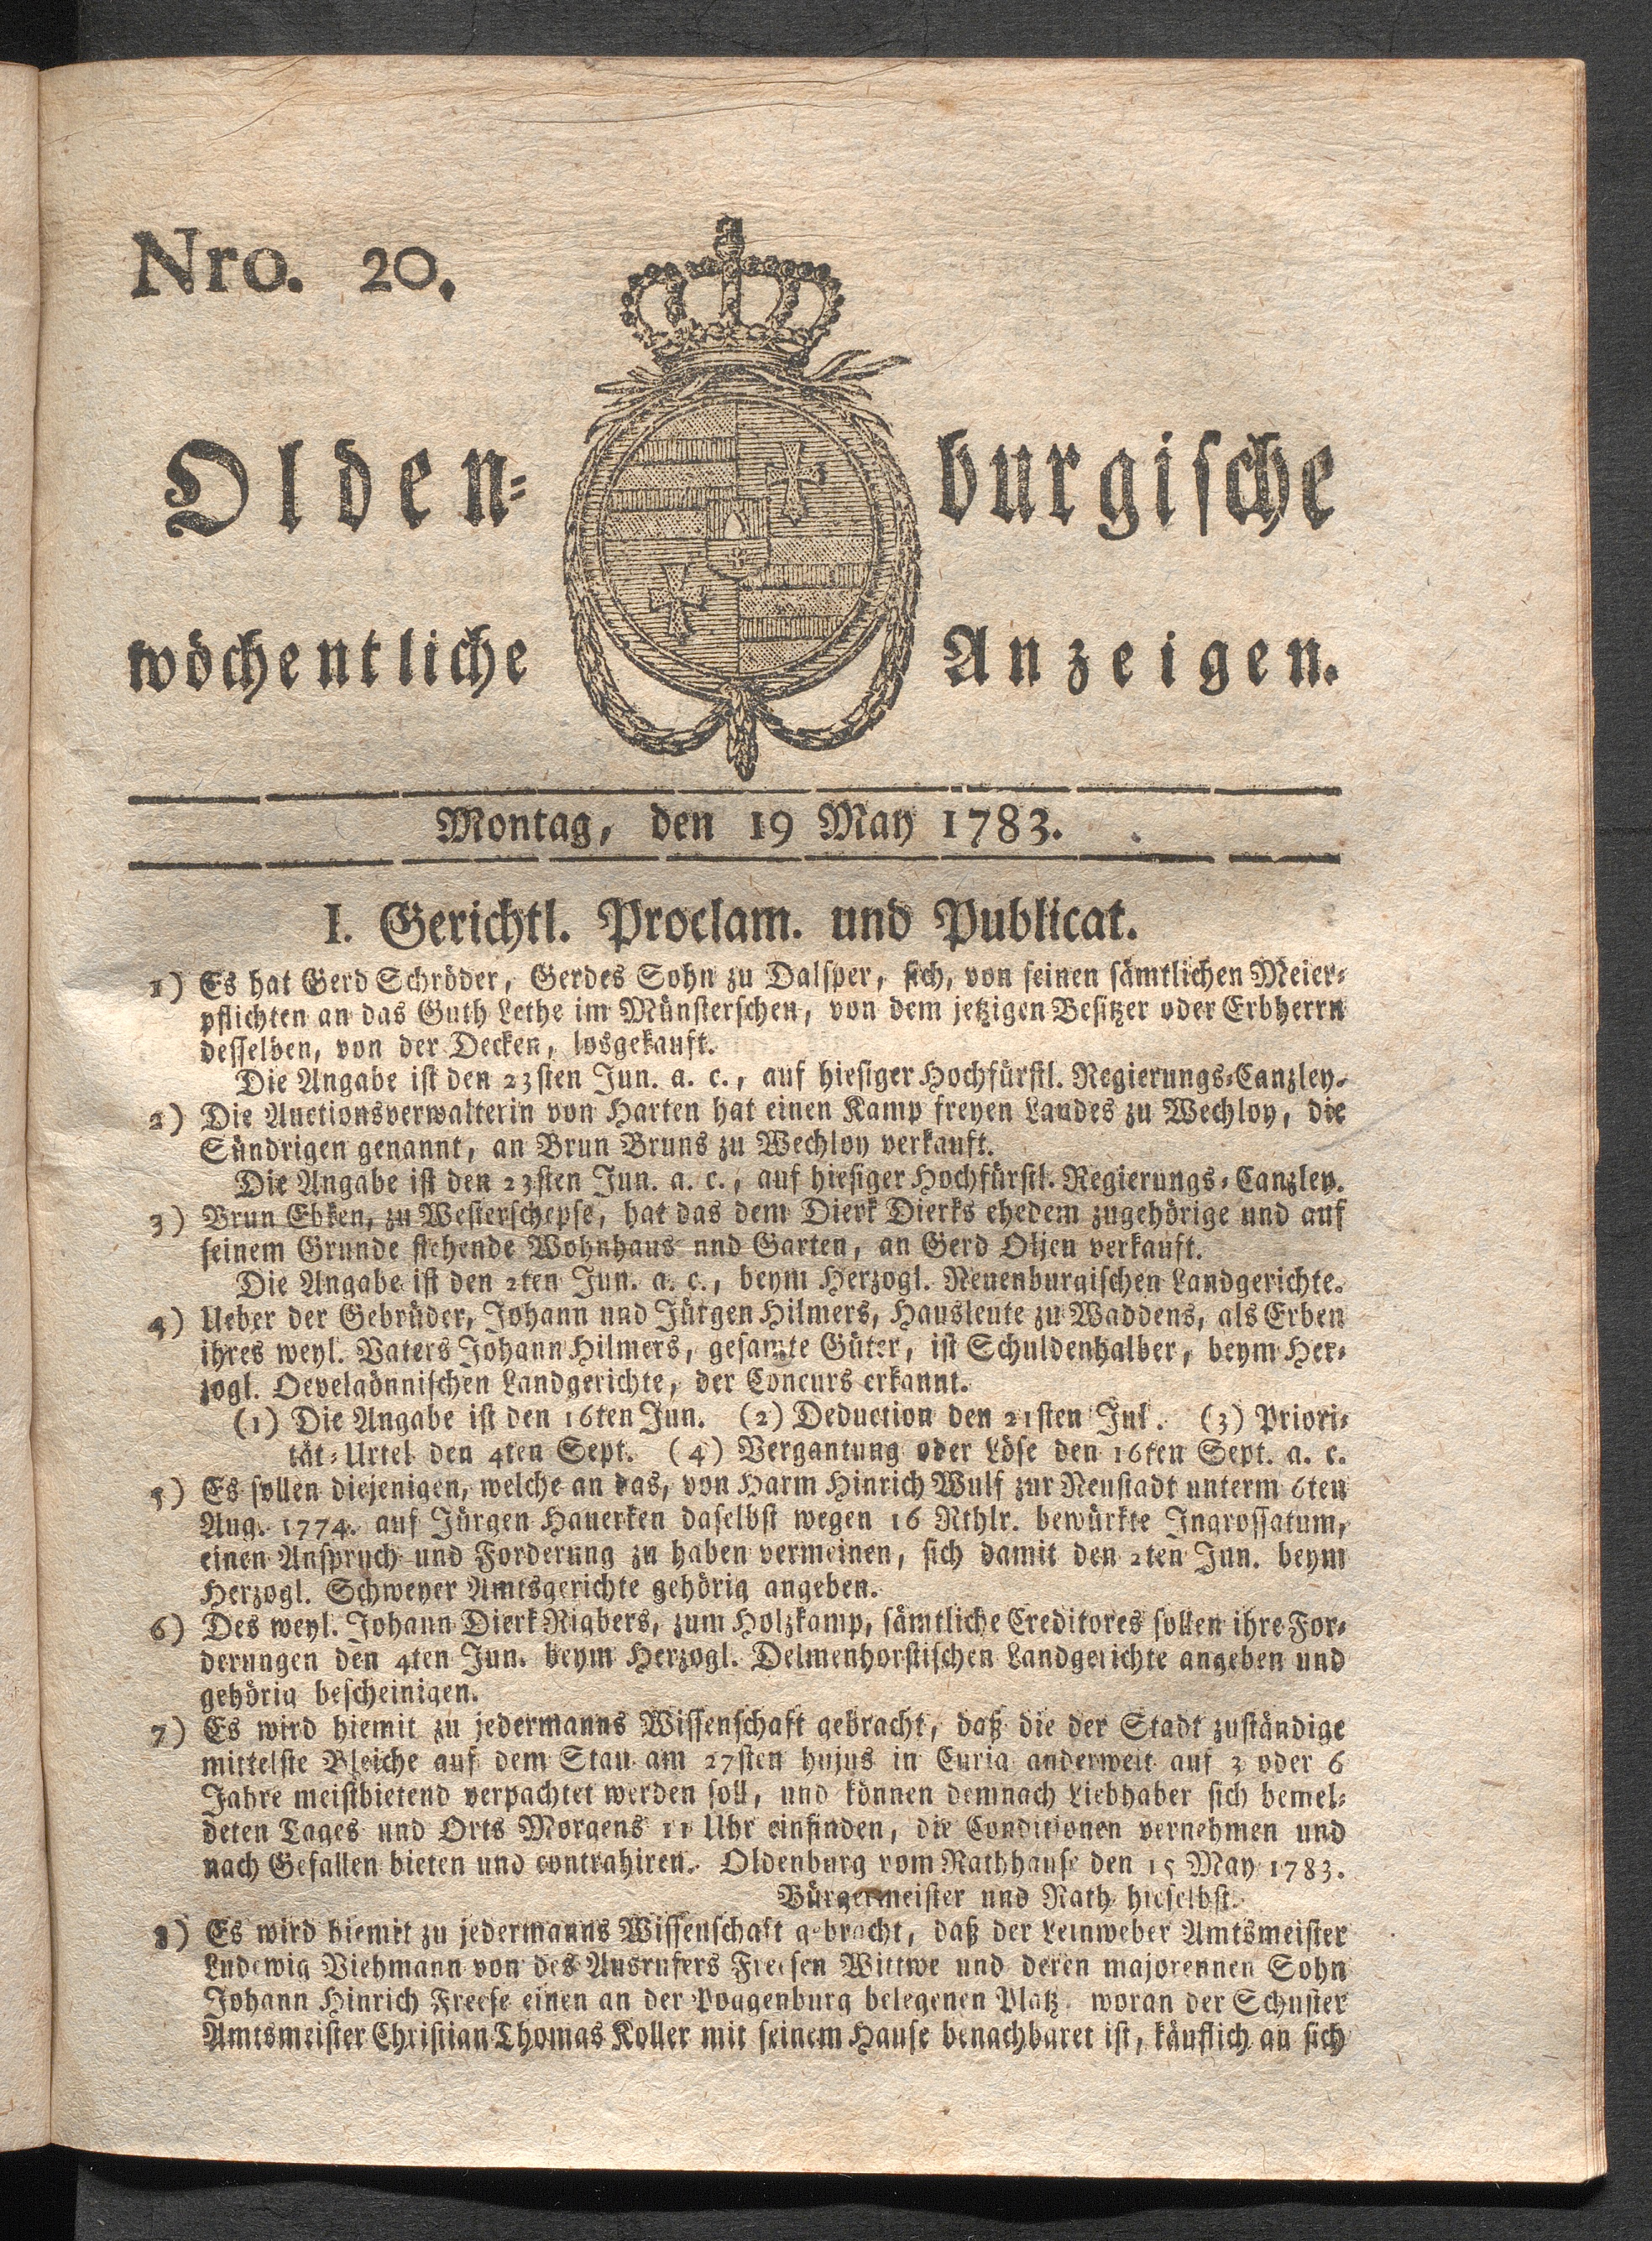 Nro. 20.
Olden⸗ burgische
wöchentliche Anzeigen.
Montag, den 19 May 1783.
I. Gerichtl. Proclam. und Publicat.
1) Es hat Gerd Schröder, Gerdes Sohn zu Dalsper, sich, von seinen sämtlichen Meier⸗
pflichten an das Guth Lethe im Münsterschen, von dem jetzigen Besitzer oder Erbherrn
desselben, von der Decken, losgekauft.
Die Angabe ist den 23sten Jun. a. c., auf hiesiger Hochfürstl. Regierungs⸗Canzley.
2) Die Auctionsverwalterin von Harten hat einen Kamp freyen Landes zu Wechloy, die
Sündrigen genannt, an Brun Bruns zu Wechloy verkauft.
Die Angabe ist den 23sten Jun. a. c., auf hiesiger Hochfürstl. Regierungs⸗Canzley.
3) Brun Ebken, zu Westerschepse, hat das dem Dierk Dierks ehedem zugehörige und auf
seinem Grunde stehende Wohnhaus und Garten, an Gerd Oltjen verkauft.
Die Angabe ist den 2ten Jun. a. c., beym Herzogl. Neuenburgischen Landgerichte.
4) Ueber der Gebrüder, Johann und Jürgen Hilmers, Hausleute zu Waddens, als Erben
ihres weyl. Vaters Johann Hilmers, gesamte Güter, ist Schuldenhalber, beym Her⸗
zogl. Oevelgönnischen Landgerichte, der Concurs erkannt.
(1) Die Angabe ist den 16ten Jun. (2) Deduction den 21sten Jul. (3) Priori⸗
tät⸗Urtel den 4ten Sept. (4) Vergantung oder Löse den 16ten Sept. a. c.
5) Es sollen diejenigen, welche an das, von Harm Hinrich Wulf zur Neustadt unterm 6ten
Aug. 1774. auf Jürgen Hauerken daselbst wegen 16 Rthlr. bewürkte Ingrossatum,
einen Anspruch und Forderung zu haben vermeinen, sich damit den 2ten Jun. beym
Herzogl. Schweyer Amtsgerichte gehörig angeben.
6) Des weyl. Johann Dierk Rigbers, zum Holzkamp, sämtliche Creditores sollen ihre For⸗
derungen den 4ten Jun. beym Herzogl. Delmenhorstischen Landgerichte angeben und
gehörig bescheinigen.
7) Es wird hiemit zu jedermanns Wissenschaft gebracht, daß die der Stadt zuständige
mittelste Bleiche auf dem Stau am 27sten hujus in Curia anderweit auf 3 oder 6
Jahre meistbietend verpachtet werden soll, und können demnach Liebhaber sich bemel⸗
deten Tages und Orts Morgens 11 Uhr einfinden, die Conditionen vernehmen und
nach Gefallen bieten und contrahiren. Oldenburg vom Rathhause den 15 May 1783.
Bürgermeister und Rath hieselbst.
8) Es wird hiemit zu jedermanns Wissenschaft gebracht, daß der Leinweber Amtsmeister
Ludewig Viehmann von des Ausrufers Freesen Wittwe und deren majorennen Sohn
Johann Hinrich Freese einen an der Poggenburg belegenen Platz, woran der Schuster
Amtsmeister Christian Thomas Koller mit seinem Hause benachbaret ist, käuflich an sich